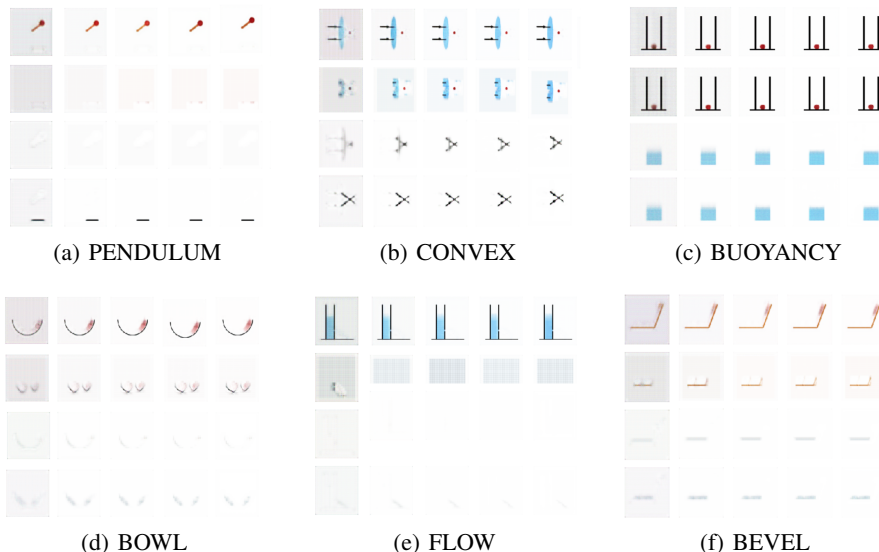 (a) PENDULUM
(b) CONVEX
(c) BUOYANCY
(d) BOWL
(e) FLOW
(f) BEVEL